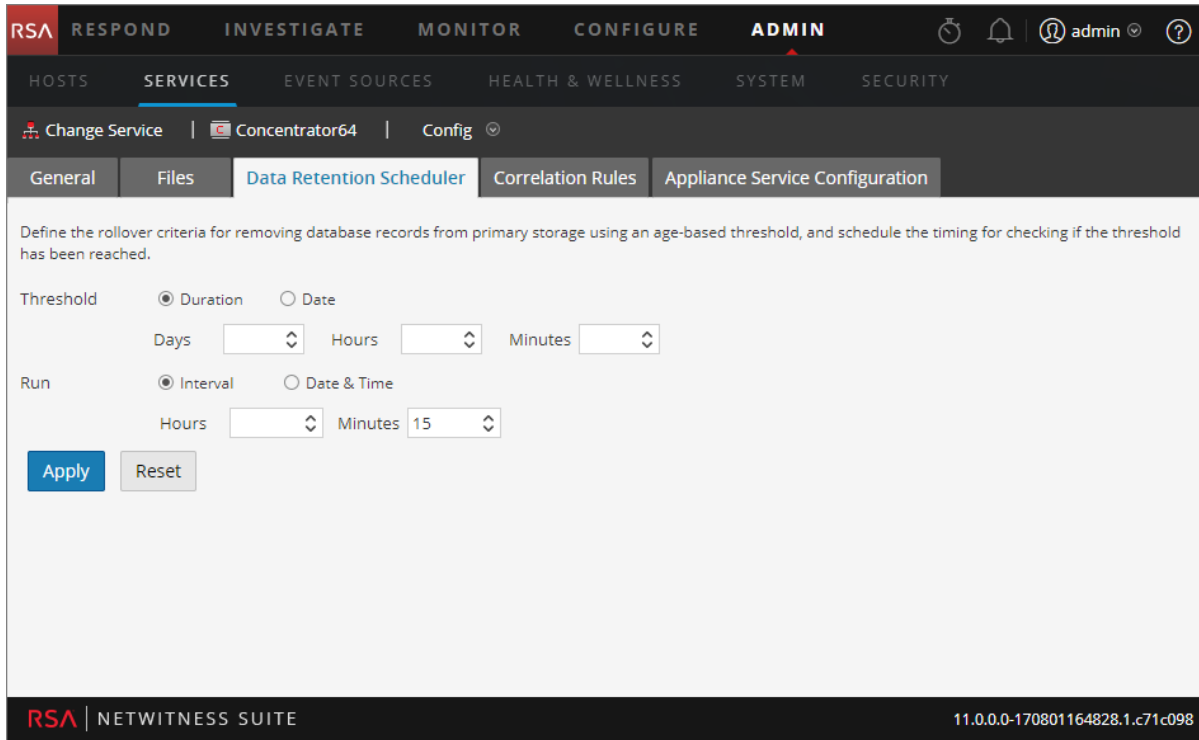 RSA RESPOND INVESTIGATE MONITOR CONFIGURE ADMIN admin ?
HOSTS SERVICES EVENT SOURCES HEALTH & WELLNESS SYSTEM SECURITY
Change Service | C Concentrator64 | Config
General Files Data Retention Scheduler Correlation Rules Appliance Service Configuration
Define the rollover criteria for removing database records from primary storage using an age-based threshold, and schedule the timing for checking if the threshold
has been reached.
Threshold Duration Date
Days Hours Minutes
Run Interval Date & Time
Hours Minutes 15
Apply Reset
RSA | NETWITNESS SUITE 11.0.0.0-170801164828.1.c71c098